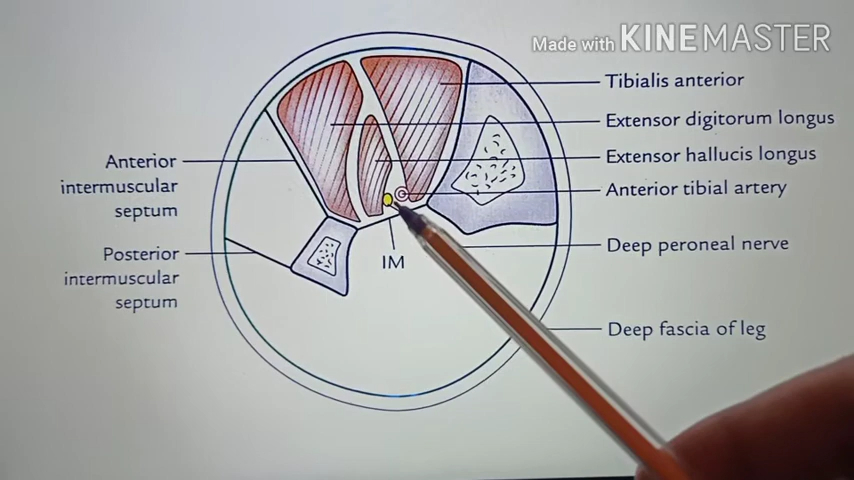 Made with KINEMASTER
Tibialis anterior
Extensor digitorum longus
Extensor hallucis longus
Anterior tibial artery
Deep peroneal nerve
Deep fascia of leg
Anterior
intermuscular
septum
Posterior
intermuscular
septum
IM